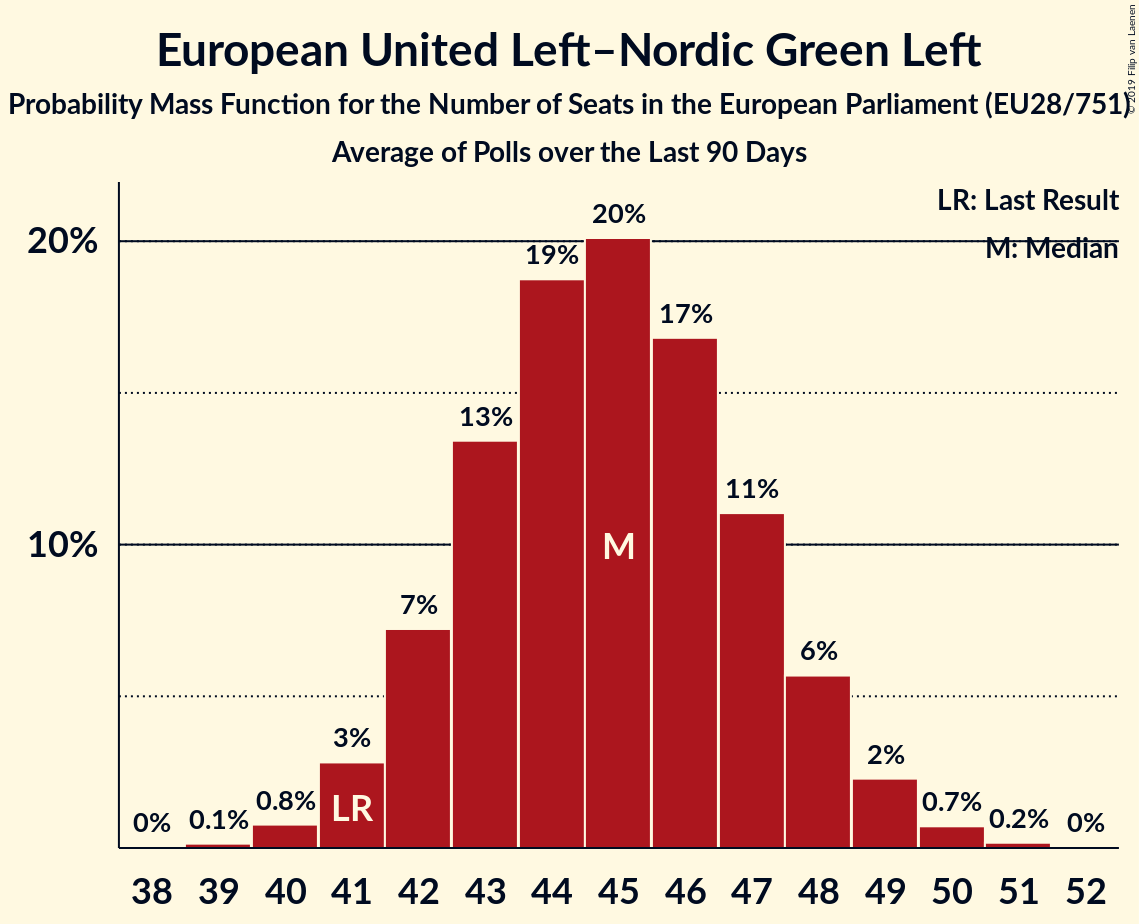 European United Left–Nordic Green Left
Probability Mass Function for the Number of Seats in the European Parliament (EU28/751)
Average of Polls over the Last 90 Days
© 2019 Filip van Laenen
LR: Last Result
M: Median
20%
10%
0%
0.1%
0.8%
3%
7%
13%
19%
20%
17%
11%
6%
2%
0.7%
0.2%
0%
LR
M
38 39 40 41 42 43 44 45 46 47 48 49 50 51 52